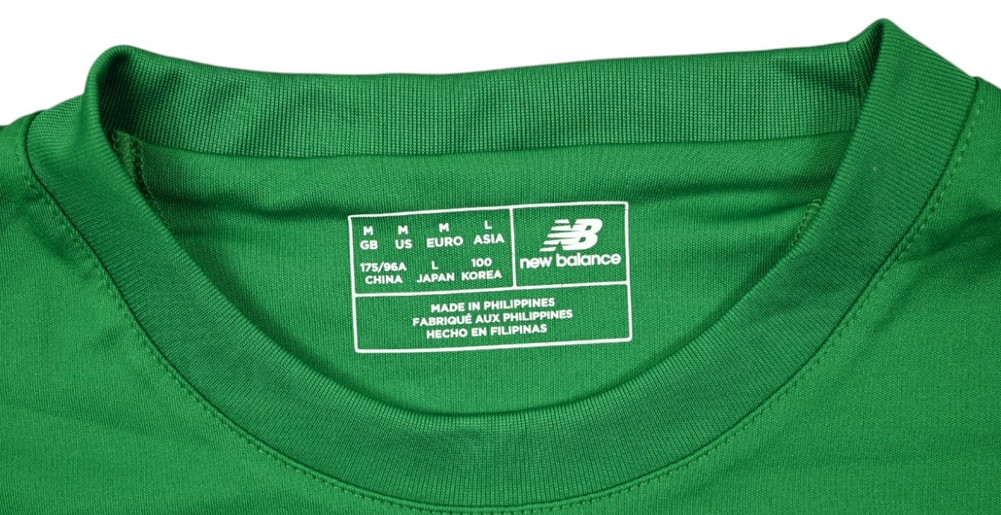 M M M L
GB US EURO ASIA
175/96A L 100
CHINA JAPAN KOREA
NB
new balance
MADE IN PHILIPPINES
FABRIQUÉ AUX PHILIPPINES
HECHO EN FILIPINAS